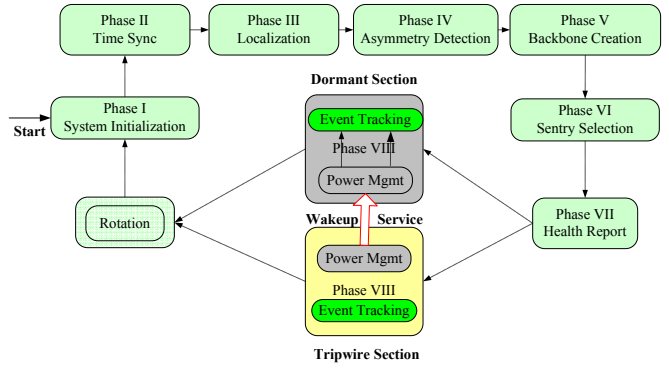 Phase II
Time Sync
Phase III
Localization
Phase IV
Asymmetry Detection
Phase V
Backbone Creation
Start
Phase I
System Initialization
Dormant Section
Event Tracking
Phase VIII
Power Mgmt
Phase VI
Sentry Selection
Rotation
Wakeup Service
Phase VII
Health Report
Power Mgmt
Phase VIII
Event Tracking
Tripwire Section